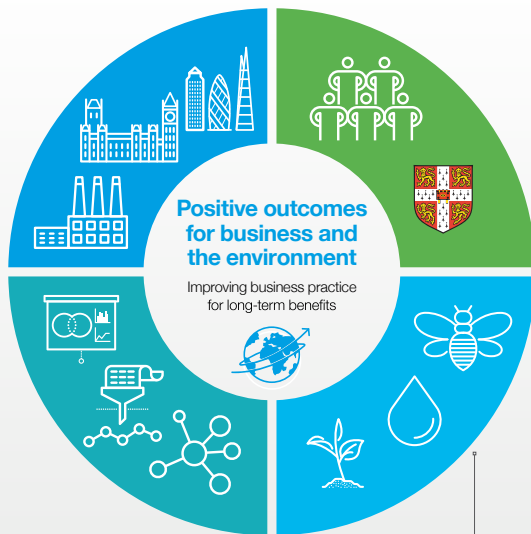 Positive outcomes
for business and
the environment
Improving business practice
for long-term benefits